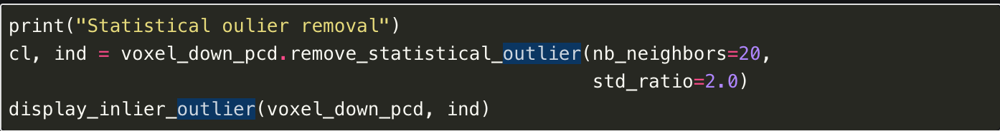 print("Statistical oulier removal")
cl, ind = voxel_down_pcd.remove_statistical_outlier(nb_neighbors=20,
                                                    std_ratio=2.0)
display_inlier_outlier(voxel_down_pcd, ind)